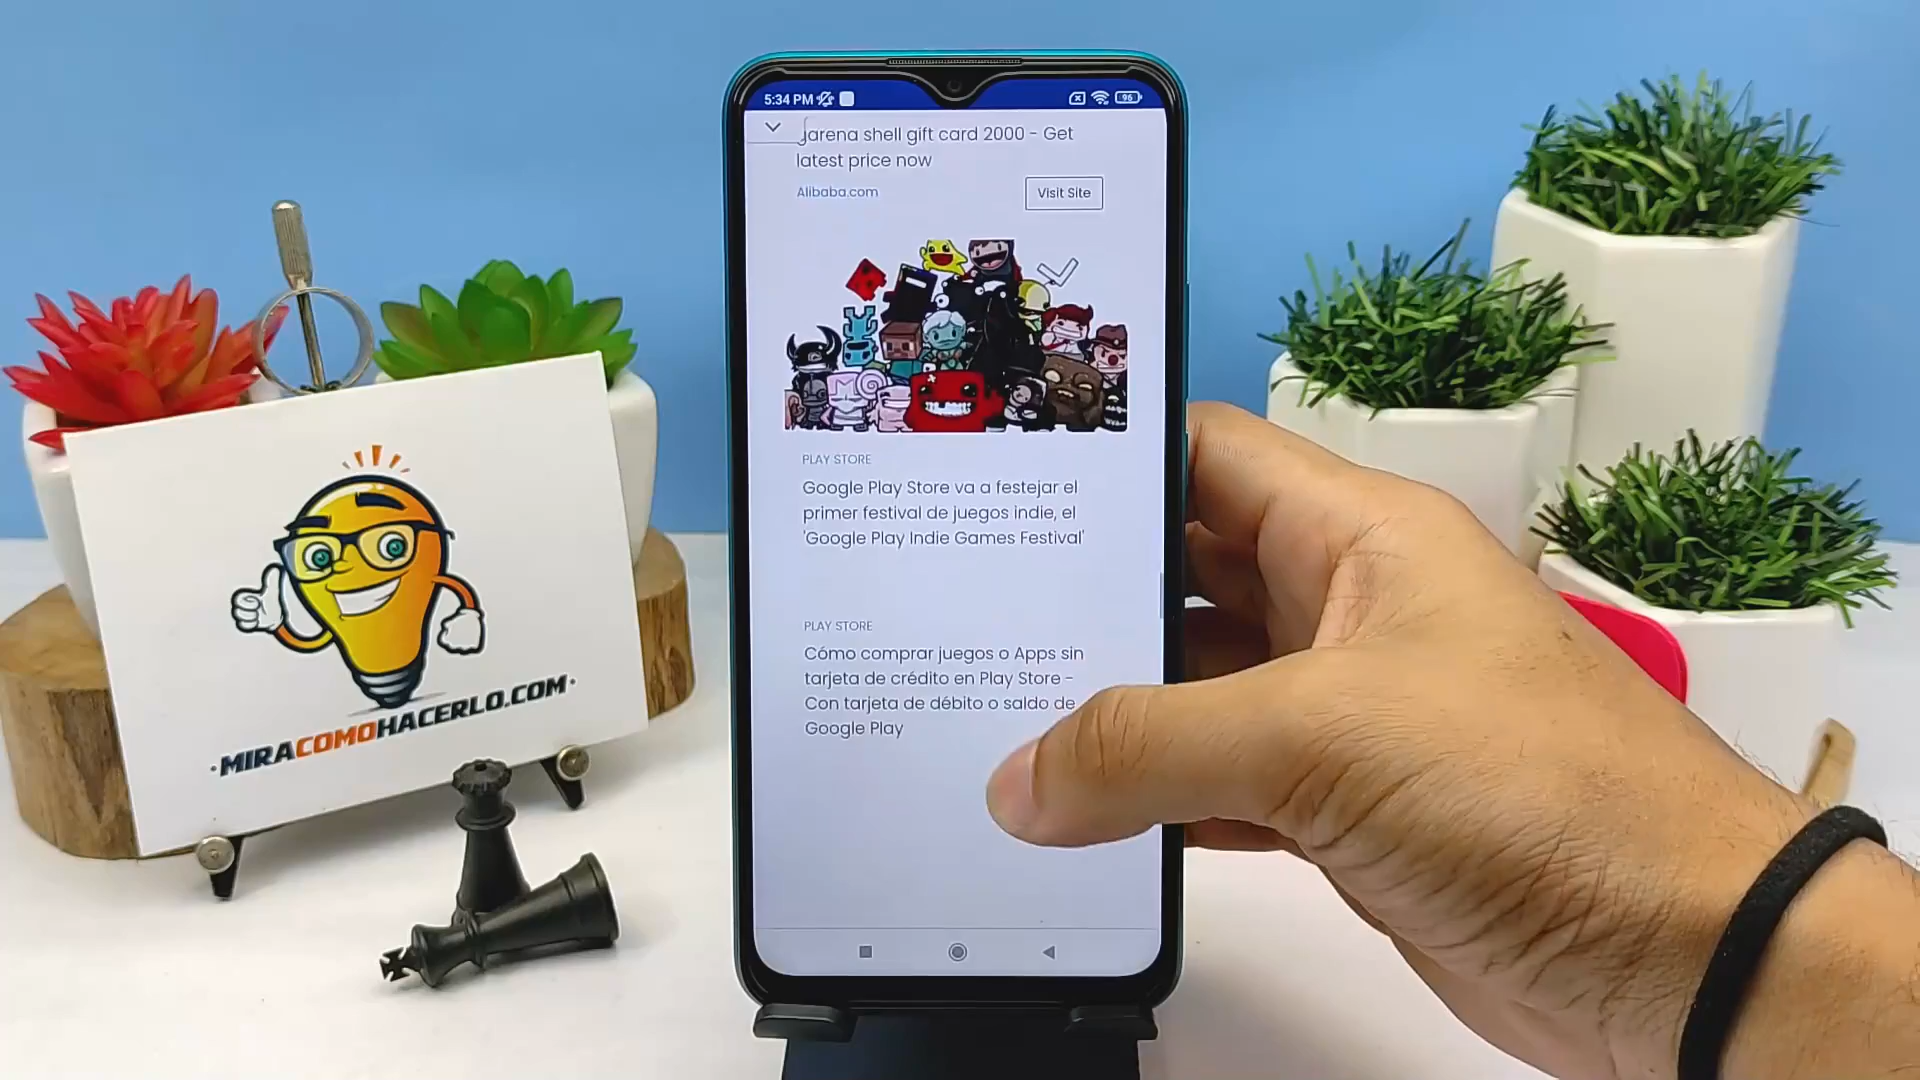 5:34 PM
96
garena shell gift card 2000 - Get
latest price now
Alibaba.com
Visit Site
PLAY STORE
Google Play Store va a festejar el
primer festival de juegos indie, el
'Google Play Indie Games Festival'
PLAY STORE
Cómo comprar juegos o Apps sin
tarjeta de crédito en Play Store -
Con tarjeta de débito o saldo de
Google Play
·MIRACOMOHACERLO.COM·